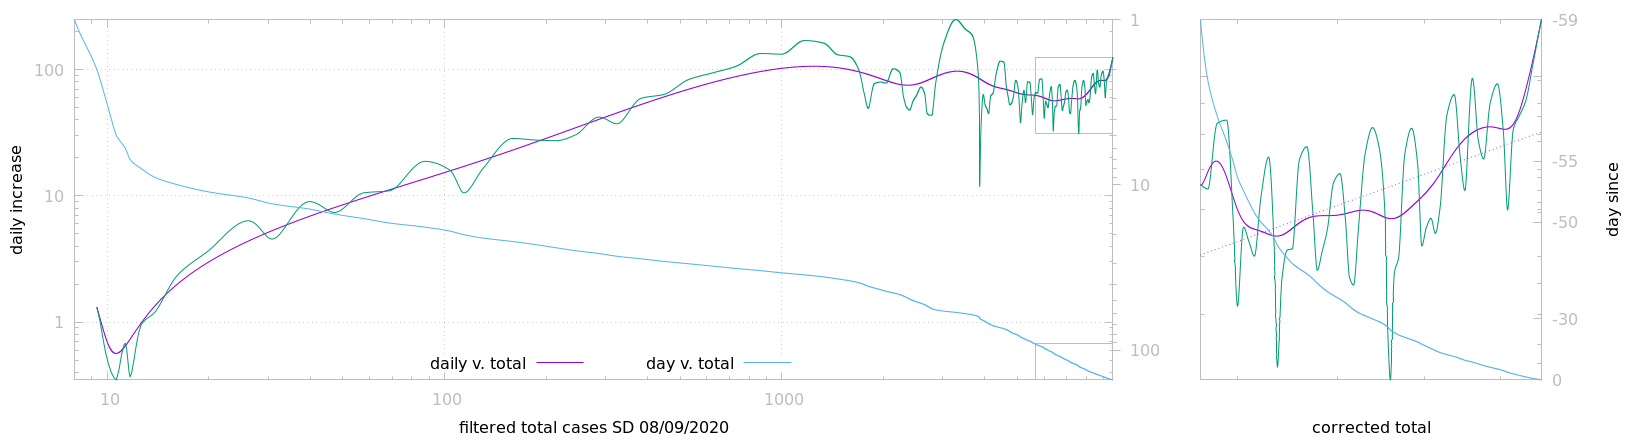 daily increase
100
10
1
10
100
1000
filtered total cases SD 08/09/2020
daily v. total
day v. total
1
10
100
-59
-55
-50
-30
0
day since
corrected total